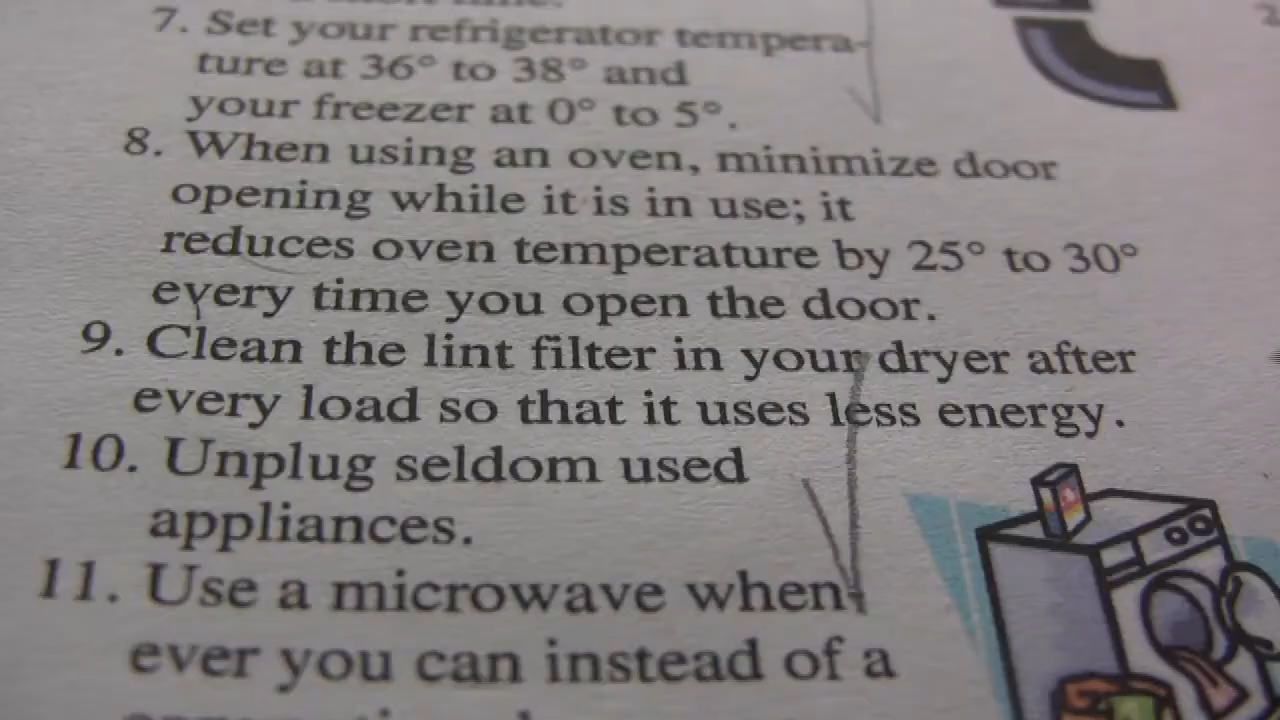 7. Set your refrigerator tempera-
ture at 36° to 38° and
your freezer at 0° to 5°.
8. When using an oven, minimize door
opening while it is in use; it
reduces oven temperature by 25° to 30°
every time you open the door.
9. Clean the lint filter in your dryer after
every load so that it uses less energy.
10. Unplug seldom used
appliances.
11. Use a microwave when-
ever you can instead of a